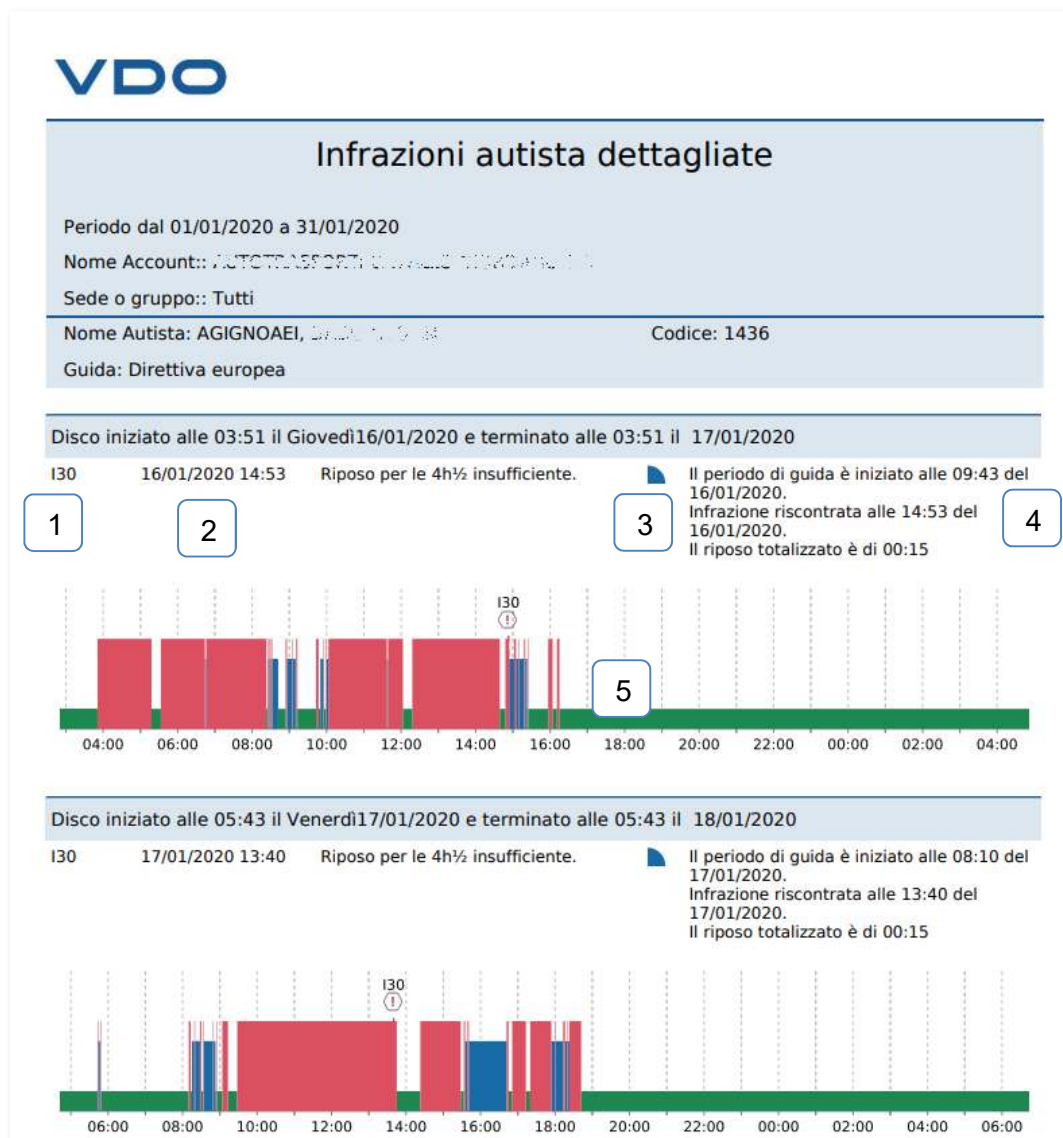 VDO
Infrazioni autista dettagliate
Periodo dal 01/01/2020 a 31/01/2020
Nome Account::
Sede o gruppo:: Tutti
Nome Autista: AGIGNOAEI, Codice: 1436
Guida: Direttiva europea
Disco iniziato alle 03:51 il Giovedì16/01/2020 e terminato alle 03:51 il 17/01/2020
I30 16/01/2020 14:53 Riposo per le 4h½ insufficiente. Il periodo di guida è iniziato alle 09:43 del
16/01/2020.
Infrazione riscontrata alle 14:53 del
16/01/2020.
Il riposo totalizzato è di 00:15
1 2 3 4
I30
!
5
04:00 06:00 08:00 10:00 12:00 14:00 16:00 18:00 20:00 22:00 00:00 02:00 04:00
Disco iniziato alle 05:43 il Venerdì17/01/2020 e terminato alle 05:43 il 18/01/2020
I30 17/01/2020 13:40 Riposo per le 4h½ insufficiente. Il periodo di guida è iniziato alle 08:10 del
17/01/2020.
Infrazione riscontrata alle 13:40 del
17/01/2020.
Il riposo totalizzato è di 00:15
I30
!
06:00 08:00 10:00 12:00 14:00 16:00 18:00 20:00 22:00 00:00 02:00 04:00 06:00